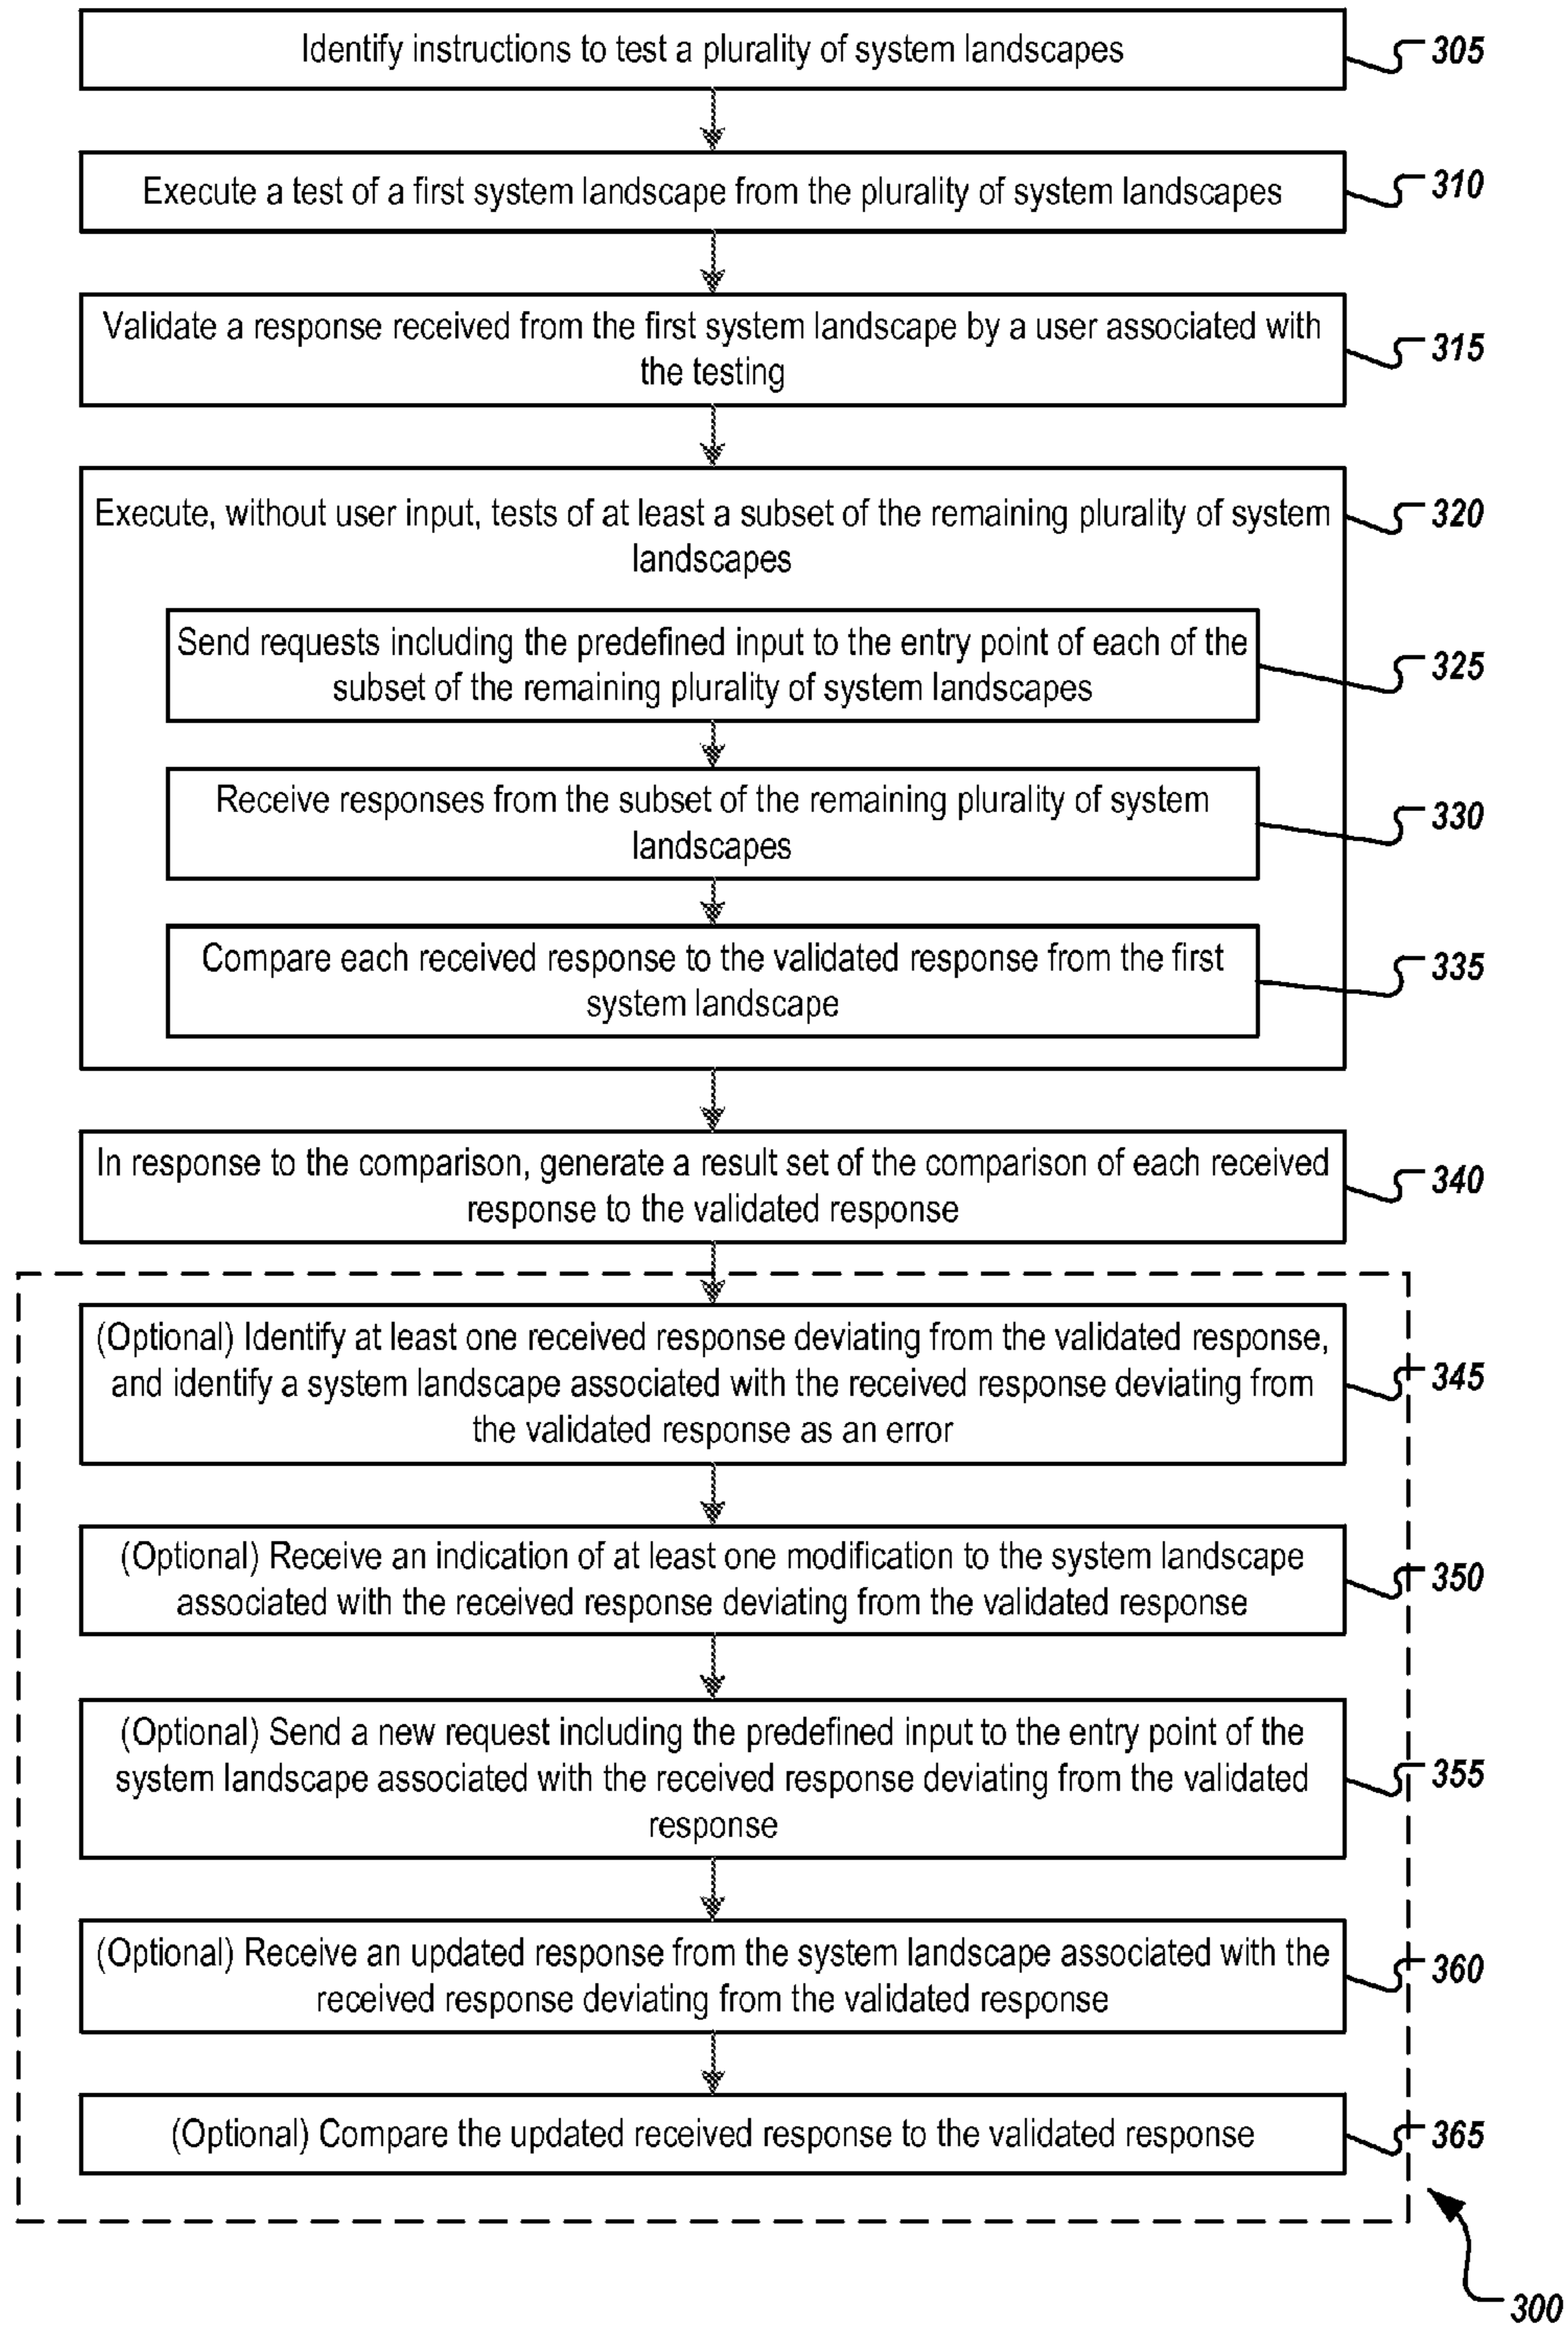 Identify instructions to test a plurality of system landscapes
305
Execute a test of a first system landscape from the plurality of system landscapes
310
Validate a response received from the first system landscape by a user associated with
the testing
315
Execute, without user input, tests of at least a subset of the remaining plurality of system
landscapes
320
Send requests including the predefined input to the entry point of each of the
subset of the remaining plurality of system landscapes
325
Receive responses from the subset of the remaining plurality of system
landscapes
330
Compare each received response to the validated response from the first
system landscape
335
In response to the comparison, generate a result set of the comparison of each received
response to the validated response
340
(Optional) Identify at least one received response deviating from the validated response,
and identify a system landscape associated with the received response deviating from
the validated response as an error
345
(Optional) Receive an indication of at least one modification to the system landscape
associated with the received response deviating from the validated response
350
(Optional) Send a new request including the predefined input to the entry point of the
system landscape associated with the received response deviating from the validated
response
355
(Optional) Receive an updated response from the system landscape associated with the
received response deviating from the validated response
360
(Optional) Compare the updated received response to the validated response
365
300